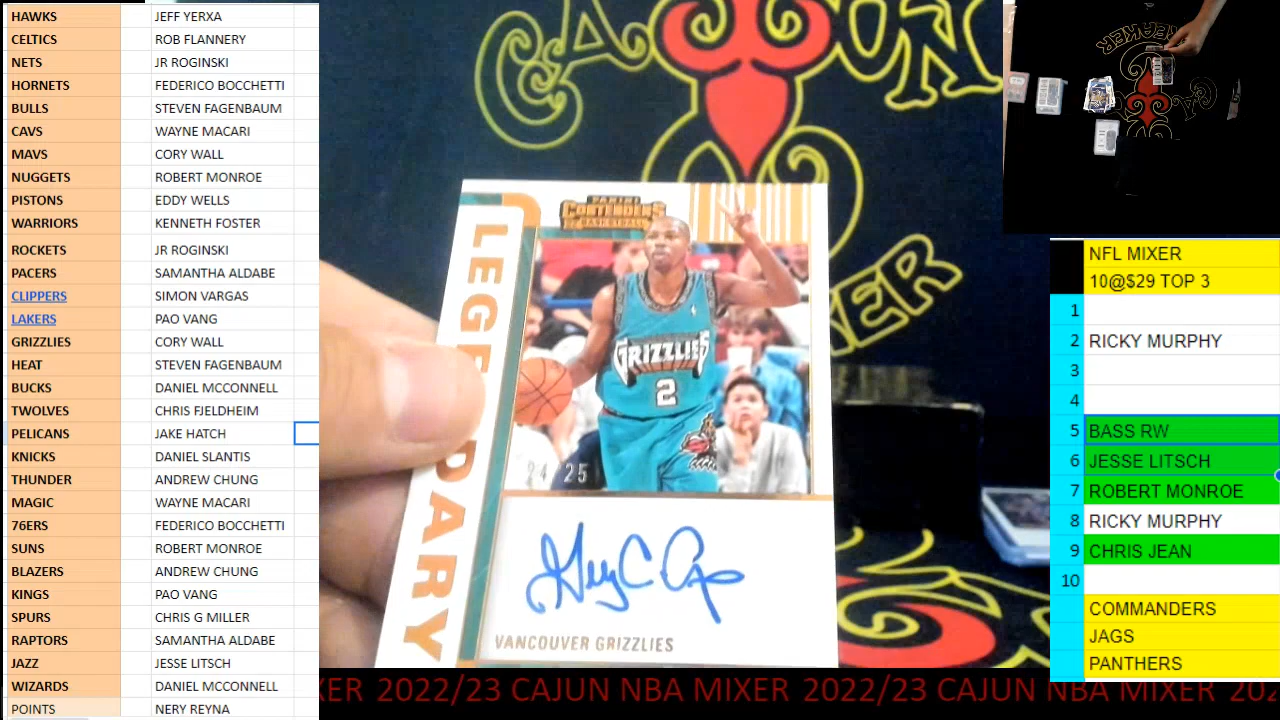 HAWKS JEFF YERXA
CELTICS ROB FLANNERY
NETS JR ROGINSKI
HORNETS FEDERICO BOCCHETTI
BULLS STEVEN FAGENBAUM
CAVS WAYNE MACARI
MAVS CORY WALL
NUGGETS ROBERT MONROE
PISTONS EDDY WELLS
WARRIORS KENNETH FOSTER
ROCKETS JR ROGINSKI
PACERS SAMANTHA ALDABE
CLIPPERS SIMON VARGAS
LAKERS PAO VANG
GRIZZLIES CORY WALL
HEAT STEVEN FAGENBAUM
BUCKS DANIEL MCCONNELL
TWOLVES CHRIS FJELDHEIM
PELICANS JAKE HATCH
KNICKS DANIEL SLANTIS
THUNDER ANDREW CHUNG
MAGIC WAYNE MACARI
76ERS FEDERICO BOCCHETTI
SUNS ROBERT MONROE
BLAZERS ANDREW CHUNG
KINGS PAO VANG
SPURS CHRIS G MILLER
RAPTORS SAMANTHA ALDABE
JAZZ JESSE LITSCH
WIZARDS DANIEL MCCONNELL
POINTS NERY REYNA
PANINI
CONTENDERS
BASKETBALL
GRIZZLIES
2
24/25
VANCOUVER GRIZZLIES
NFL MIXER
10@$29 TOP 3
1
2 RICKY MURPHY
3
4
5 BASS RW
6 JESSE LITSCH
7 ROBERT MONROE
8 RICKY MURPHY
9 CHRIS JEAN
10
COMMANDERS
JAGS
PANTHERS
XER 2022/23 CAJUN NBA MIXER 2022/23 CAJUN NBA MIXER 202